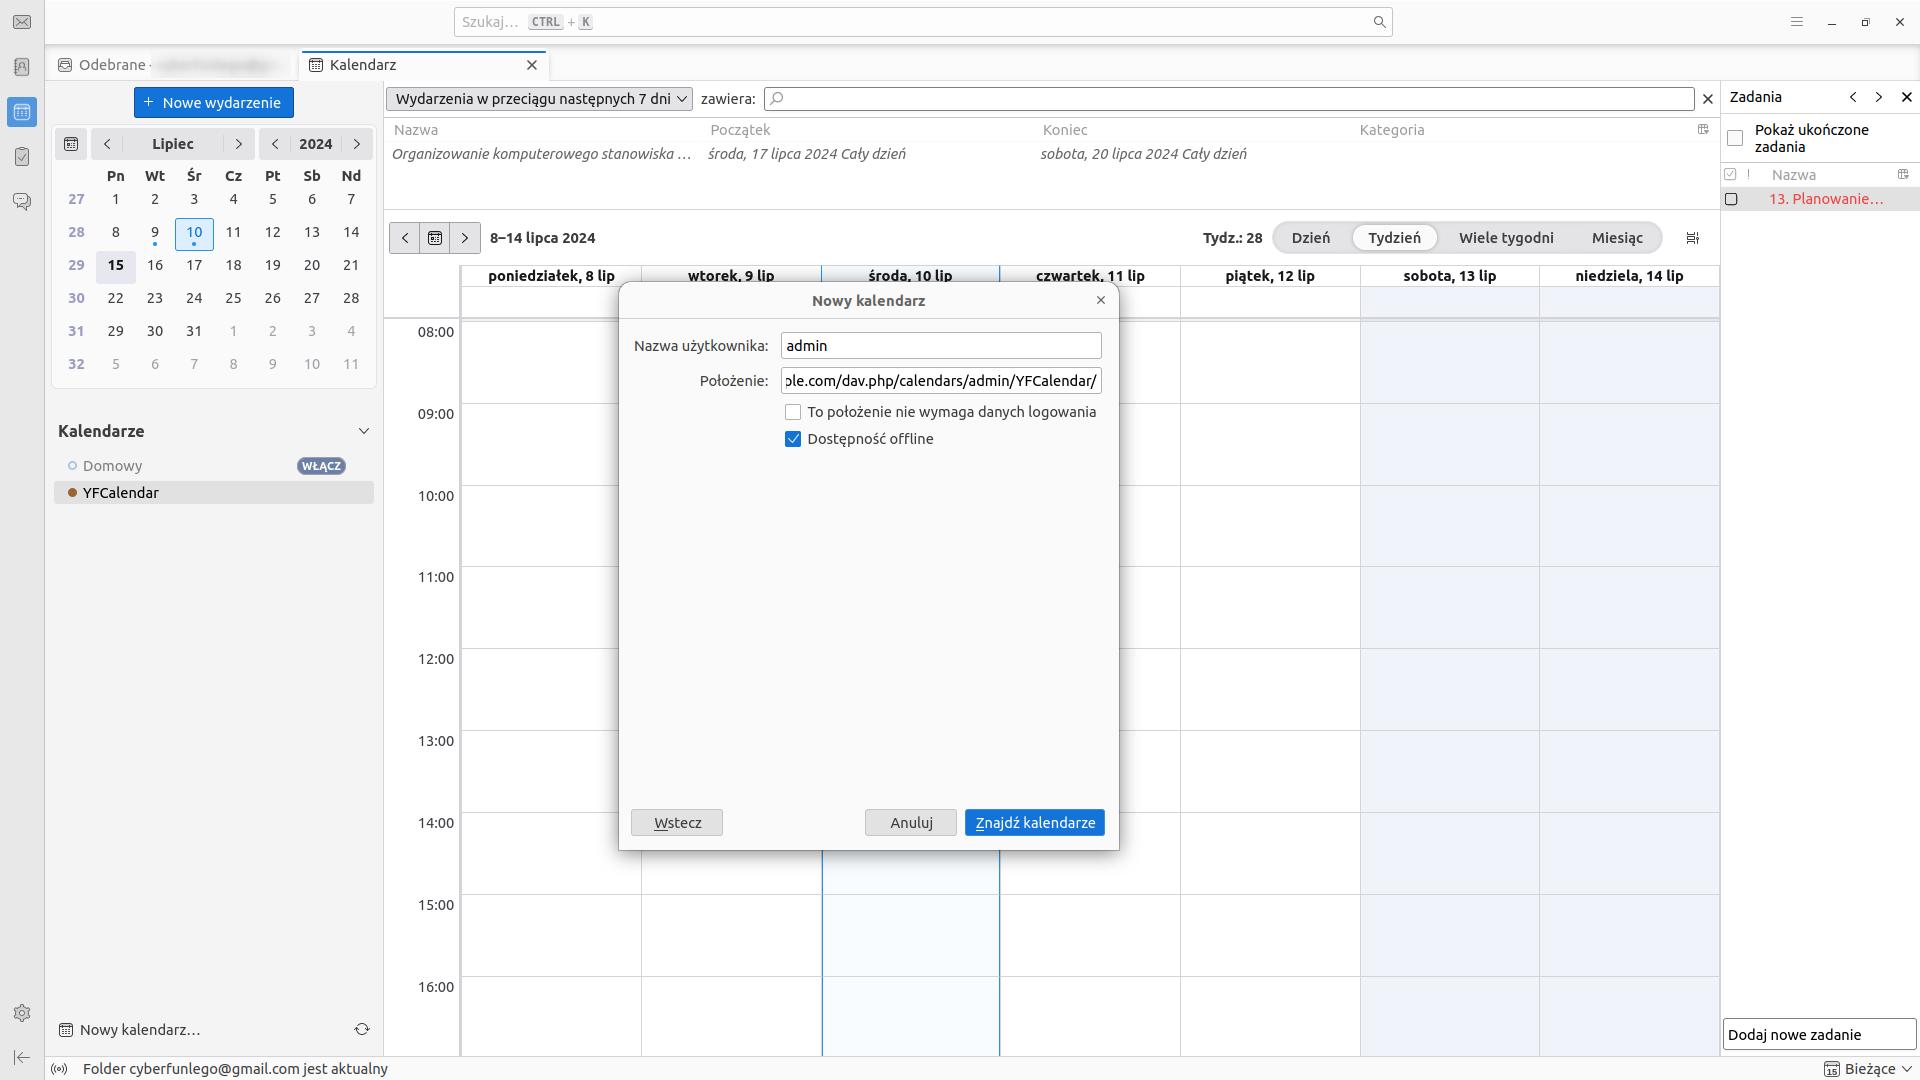 Szukaj… CTRL + K
Odebrane -
Kalendarz
+ Nowe wydarzenie
Lipiec 2024
Pn Wt Śr Cz Pt Sb Nd
27 1 2 3 4 5 6 7
28 8 9 10 11 12 13 14
29 15 16 17 18 19 20 21
30 22 23 24 25 26 27 28
31 29 30 31 1 2 3 4
32 5 6 7 8 9 10 11
Kalendarze
Domowy WŁĄCZ
YFCalendar
Nowy kalendarz…
Wydarzenia w przeciągu następnych 7 dni zawiera:
Nazwa Początek Koniec Kategoria
Organizowanie komputerowego stanowiska … środa, 17 lipca 2024 Cały dzień sobota, 20 lipca 2024 Cały dzień
8–14 lipca 2024 Tydz.: 28 Dzień Tydzień Wiele tygodni Miesiąc
poniedziałek, 8 lip wtorek, 9 lip środa, 10 lip czwartek, 11 lip piątek, 12 lip sobota, 13 lip niedziela, 14 lip
08:00
09:00
10:00
11:00
12:00
13:00
14:00
15:00
16:00
Nowy kalendarz
Nazwa użytkownika: admin
Położenie: ple.com/dav.php/calendars/admin/YFCalendar/
To położenie nie wymaga danych logowania
Dostępność offline
Wstecz Anuluj Znajdź kalendarze
Zadania
Pokaż ukończone
zadania
! Nazwa
13. Planowanie…
Dodaj nowe zadanie
Folder cyberfunlego@gmail.com jest aktualny
15 Bieżące